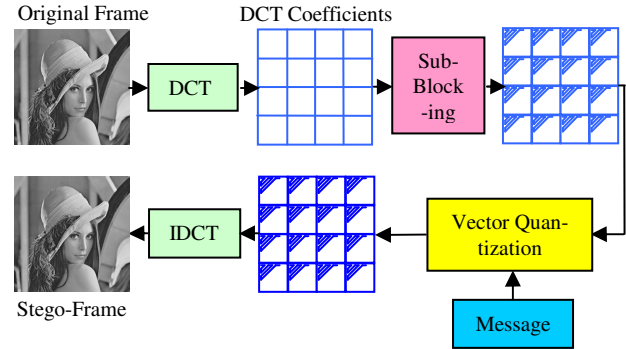 Original Frame
DCT Coefficients
DCT
Sub-
Block
-ing
IDCT
Vector Quan-
tization
Stego-Frame
Message